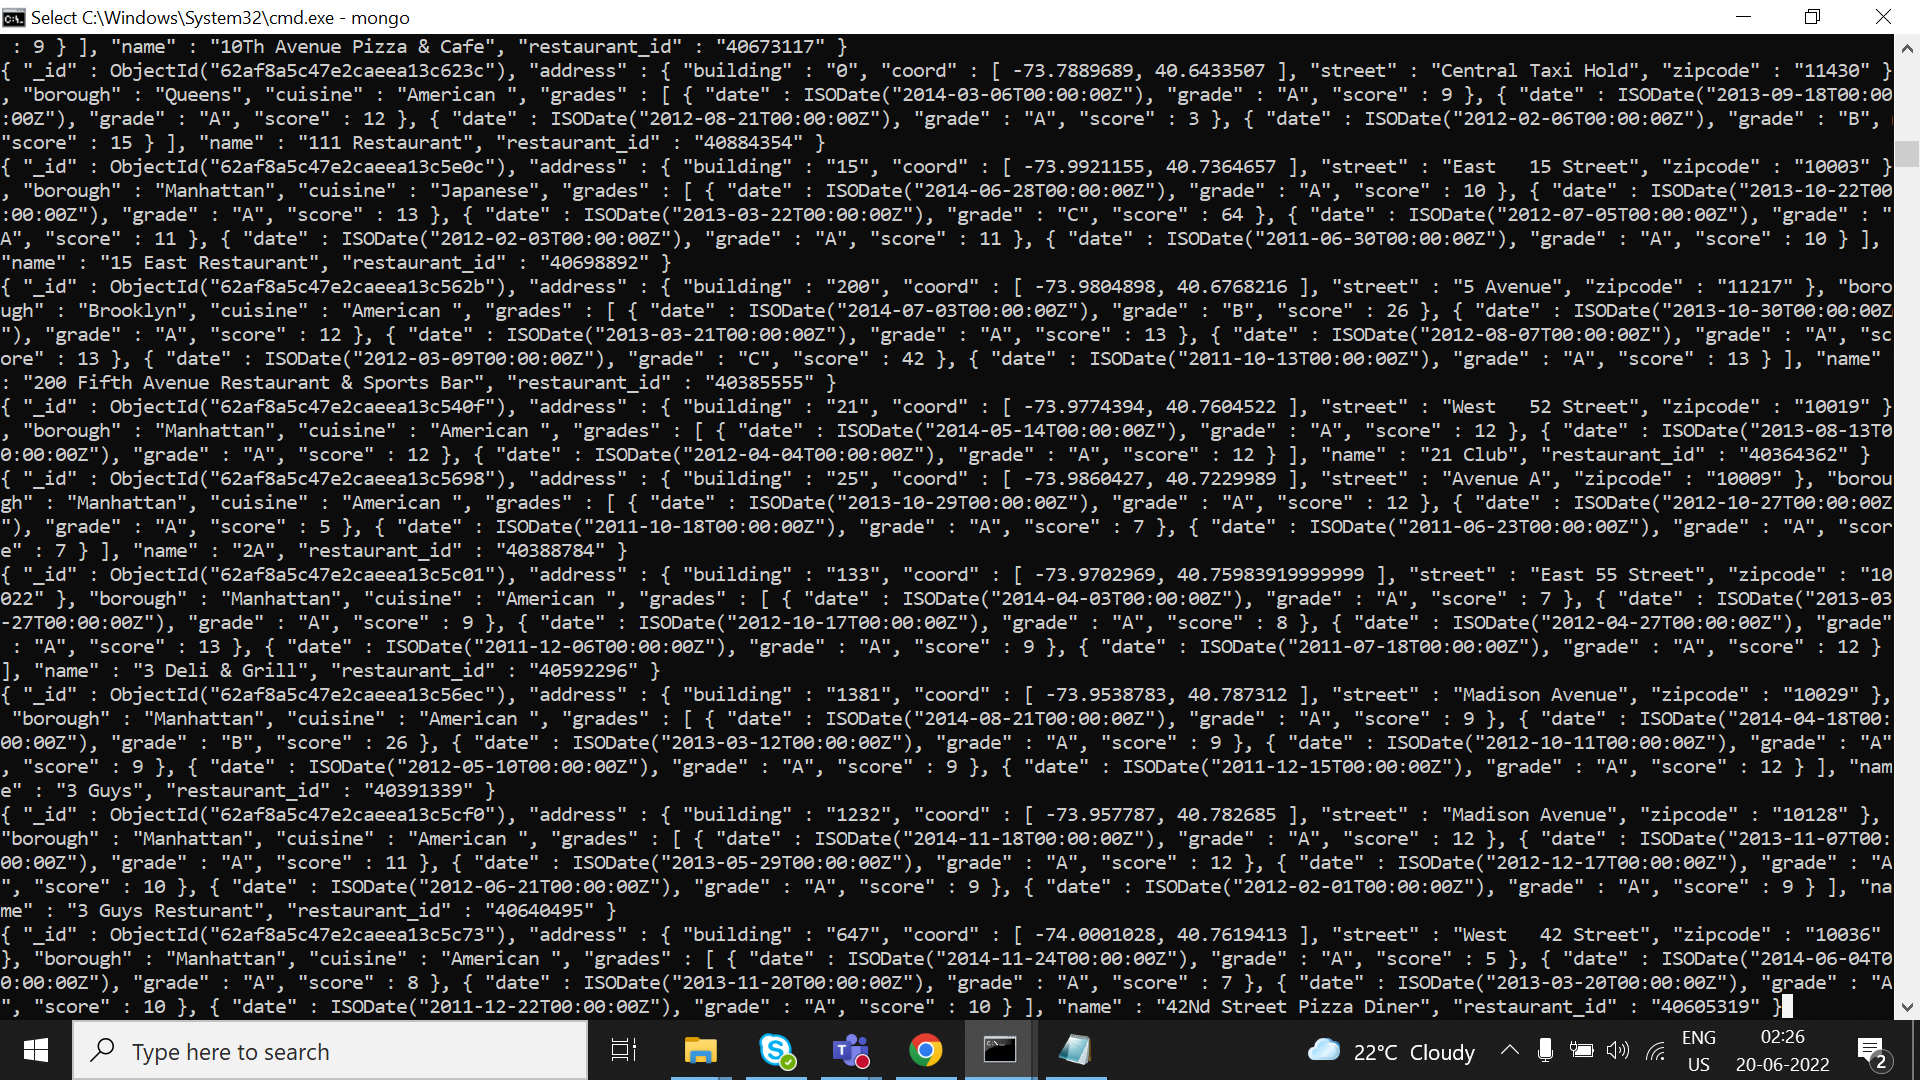 Select C:\Windows\System32\cmd.exe - mongo
 : 9 } ], "name" : "10Th Avenue Pizza & Cafe", "restaurant_id" : "40673117" }
{ "_id" : ObjectId("62af8a5c47e2caeea13c623c"), "address" : { "building" : "0", "coord" : [ -73.7889689, 40.6433507 ], "street" : "Central Taxi Hold", "zipcode" : "11430" }
, "borough" : "Queens", "cuisine" : "American ", "grades" : [ { "date" : ISODate("2014-03-06T00:00:00Z"), "grade" : "A", "score" : 9 }, { "date" : ISODate("2013-09-18T00:00
:00Z"), "grade" : "A", "score" : 12 }, { "date" : ISODate("2012-08-21T00:00:00Z"), "grade" : "A", "score" : 3 }, { "date" : ISODate("2012-02-06T00:00:00Z"), "grade" : "B",
"score" : 15 } ], "name" : "111 Restaurant", "restaurant_id" : "40884354" }
{ "_id" : ObjectId("62af8a5c47e2caeea13c5e0c"), "address" : { "building" : "15", "coord" : [ -73.9921155, 40.7364657 ], "street" : "East   15 Street", "zipcode" : "10003" }
, "borough" : "Manhattan", "cuisine" : "Japanese", "grades" : [ { "date" : ISODate("2014-06-28T00:00:00Z"), "grade" : "A", "score" : 10 }, { "date" : ISODate("2013-10-22T00
:00:00Z"), "grade" : "A", "score" : 13 }, { "date" : ISODate("2013-03-22T00:00:00Z"), "grade" : "C", "score" : 64 }, { "date" : ISODate("2012-07-05T00:00:00Z"), "grade" : "
A", "score" : 11 }, { "date" : ISODate("2012-02-03T00:00:00Z"), "grade" : "A", "score" : 11 }, { "date" : ISODate("2011-06-30T00:00:00Z"), "grade" : "A", "score" : 10 } ],
"name" : "15 East Restaurant", "restaurant_id" : "40698892" }
{ "_id" : ObjectId("62af8a5c47e2caeea13c562b"), "address" : { "building" : "200", "coord" : [ -73.9804898, 40.6768216 ], "street" : "5 Avenue", "zipcode" : "11217" }, "boro
ugh" : "Brooklyn", "cuisine" : "American ", "grades" : [ { "date" : ISODate("2014-07-03T00:00:00Z"), "grade" : "B", "score" : 26 }, { "date" : ISODate("2013-10-30T00:00:00Z
"), "grade" : "A", "score" : 12 }, { "date" : ISODate("2013-03-21T00:00:00Z"), "grade" : "A", "score" : 13 }, { "date" : ISODate("2012-08-07T00:00:00Z"), "grade" : "A", "sc
ore" : 13 }, { "date" : ISODate("2012-03-09T00:00:00Z"), "grade" : "C", "score" : 42 }, { "date" : ISODate("2011-10-13T00:00:00Z"), "grade" : "A", "score" : 13 } ], "name"
: "200 Fifth Avenue Restaurant & Sports Bar", "restaurant_id" : "40385555" }
{ "_id" : ObjectId("62af8a5c47e2caeea13c540f"), "address" : { "building" : "21", "coord" : [ -73.9774394, 40.7604522 ], "street" : "West   52 Street", "zipcode" : "10019" }
, "borough" : "Manhattan", "cuisine" : "American ", "grades" : [ { "date" : ISODate("2014-05-14T00:00:00Z"), "grade" : "A", "score" : 12 }, { "date" : ISODate("2013-08-13T0
0:00:00Z"), "grade" : "A", "score" : 12 }, { "date" : ISODate("2012-04-04T00:00:00Z"), "grade" : "A", "score" : 12 } ], "name" : "21 Club", "restaurant_id" : "40364362" }
{ "_id" : ObjectId("62af8a5c47e2caeea13c5698"), "address" : { "building" : "25", "coord" : [ -73.9860427, 40.7229989 ], "street" : "Avenue A", "zipcode" : "10009" }, "borou
gh" : "Manhattan", "cuisine" : "American ", "grades" : [ { "date" : ISODate("2013-10-29T00:00:00Z"), "grade" : "A", "score" : 12 }, { "date" : ISODate("2012-10-27T00:00:00Z
"), "grade" : "A", "score" : 5 }, { "date" : ISODate("2011-10-18T00:00:00Z"), "grade" : "A", "score" : 7 }, { "date" : ISODate("2011-06-23T00:00:00Z"), "grade" : "A", "scor
e" : 7 } ], "name" : "2A", "restaurant_id" : "40388784" }
{ "_id" : ObjectId("62af8a5c47e2caeea13c5c01"), "address" : { "building" : "133", "coord" : [ -73.9702969, 40.75983919999999 ], "street" : "East 55 Street", "zipcode" : "10
022" }, "borough" : "Manhattan", "cuisine" : "American ", "grades" : [ { "date" : ISODate("2014-04-03T00:00:00Z"), "grade" : "A", "score" : 7 }, { "date" : ISODate("2013-03
-27T00:00:00Z"), "grade" : "A", "score" : 9 }, { "date" : ISODate("2012-10-17T00:00:00Z"), "grade" : "A", "score" : 8 }, { "date" : ISODate("2012-04-27T00:00:00Z"), "grade"
 : "A", "score" : 13 }, { "date" : ISODate("2011-12-06T00:00:00Z"), "grade" : "A", "score" : 9 }, { "date" : ISODate("2011-07-18T00:00:00Z"), "grade" : "A", "score" : 12 }
], "name" : "3 Deli & Grill", "restaurant_id" : "40592296" }
{ "_id" : ObjectId("62af8a5c47e2caeea13c56ec"), "address" : { "building" : "1381", "coord" : [ -73.9538783, 40.787312 ], "street" : "Madison Avenue", "zipcode" : "10029" },
 "borough" : "Manhattan", "cuisine" : "American ", "grades" : [ { "date" : ISODate("2014-08-21T00:00:00Z"), "grade" : "A", "score" : 9 }, { "date" : ISODate("2014-04-18T00:
00:00Z"), "grade" : "B", "score" : 26 }, { "date" : ISODate("2013-03-12T00:00:00Z"), "grade" : "A", "score" : 9 }, { "date" : ISODate("2012-10-11T00:00:00Z"), "grade" : "A"
, "score" : 9 }, { "date" : ISODate("2012-05-10T00:00:00Z"), "grade" : "A", "score" : 9 }, { "date" : ISODate("2011-12-15T00:00:00Z"), "grade" : "A", "score" : 12 } ], "nam
e" : "3 Guys", "restaurant_id" : "40391339" }
{ "_id" : ObjectId("62af8a5c47e2caeea13c5cf0"), "address" : { "building" : "1232", "coord" : [ -73.957787, 40.782685 ], "street" : "Madison Avenue", "zipcode" : "10128" },
"borough" : "Manhattan", "cuisine" : "American ", "grades" : [ { "date" : ISODate("2014-11-18T00:00:00Z"), "grade" : "A", "score" : 12 }, { "date" : ISODate("2013-11-07T00:
00:00Z"), "grade" : "A", "score" : 11 }, { "date" : ISODate("2013-05-29T00:00:00Z"), "grade" : "A", "score" : 12 }, { "date" : ISODate("2012-12-17T00:00:00Z"), "grade" : "A
", "score" : 10 }, { "date" : ISODate("2012-06-21T00:00:00Z"), "grade" : "A", "score" : 9 }, { "date" : ISODate("2012-02-01T00:00:00Z"), "grade" : "A", "score" : 9 } ], "na
me" : "3 Guys Resturant", "restaurant_id" : "40640495" }
{ "_id" : ObjectId("62af8a5c47e2caeea13c5c73"), "address" : { "building" : "647", "coord" : [ -74.0001028, 40.7619413 ], "street" : "West   42 Street", "zipcode" : "10036"
}, "borough" : "Manhattan", "cuisine" : "American ", "grades" : [ { "date" : ISODate("2014-11-24T00:00:00Z"), "grade" : "A", "score" : 5 }, { "date" : ISODate("2014-06-04T0
0:00:00Z"), "grade" : "A", "score" : 8 }, { "date" : ISODate("2013-11-20T00:00:00Z"), "grade" : "A", "score" : 7 }, { "date" : ISODate("2013-03-20T00:00:00Z"), "grade" : "A
", "score" : 10 }, { "date" : ISODate("2011-12-22T00:00:00Z"), "grade" : "A", "score" : 10 } ], "name" : "42Nd Street Pizza Diner", "restaurant_id" : "40605319" }
Type here to search
22°C Cloudy
ENG
US
02:26
20-06-2022
2